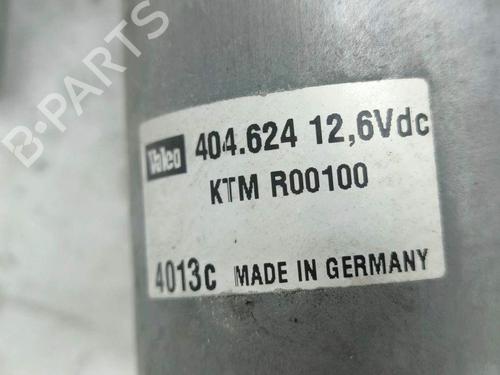 B-PARTS
Valeo 404.624 12,6Vdc
KTM R00100
4013c MADE IN GERMANY